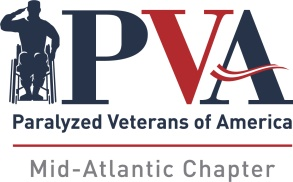 PVA
Paralyzed Veterans of America
Mid-Atlantic Chapter